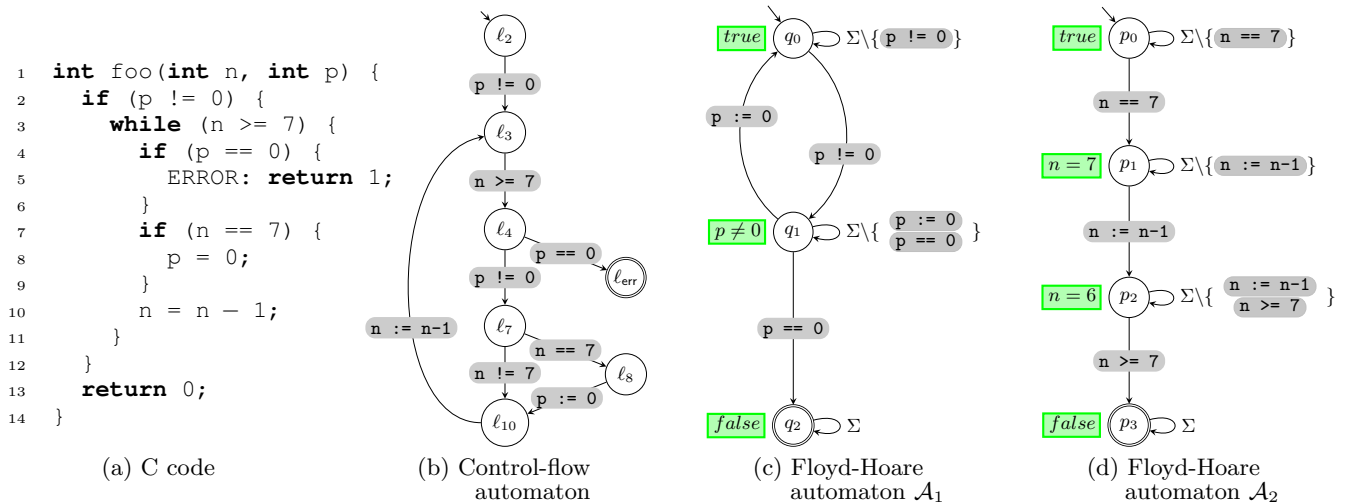 1 int foo(int n, int p) {
2 if (p != 0) {
3 while (n >= 7) {
4 if (p == 0) {
5 ERROR: return 1;
6 }
7 if (n == 7) {
8 p = 0;
9 }
10 n = n − 1;
11 }
12 }
13 return 0;
14 }
(a) C code
ℓ2
p != 0
ℓ3
n >= 7
ℓ4
p == 0
ℓerr
p != 0
ℓ7
n := n-1
n == 7
n != 7
ℓ8
p := 0
ℓ10
(b) Control-flow
automaton
true
q0
Σ\{ p != 0 }
p := 0
p != 0
p ≠ 0
q1
Σ\{ p := 0
p == 0 }
p == 0
false
q2
Σ
(c) Floyd-Hoare
automaton A1
true
p0
Σ\{ n == 7 }
n == 7
n = 7
p1
Σ\{ n := n-1 }
n := n-1
n = 6
p2
Σ\{ n := n-1
n >= 7 }
n >= 7
false
p3
Σ
(d) Floyd-Hoare
automaton A2